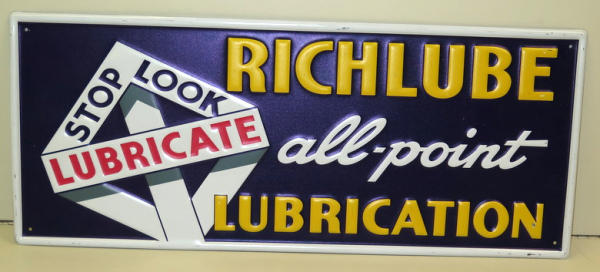 STOP LOOK
LUBRICATE
RICHLUBE
all-point
LUBRICATION